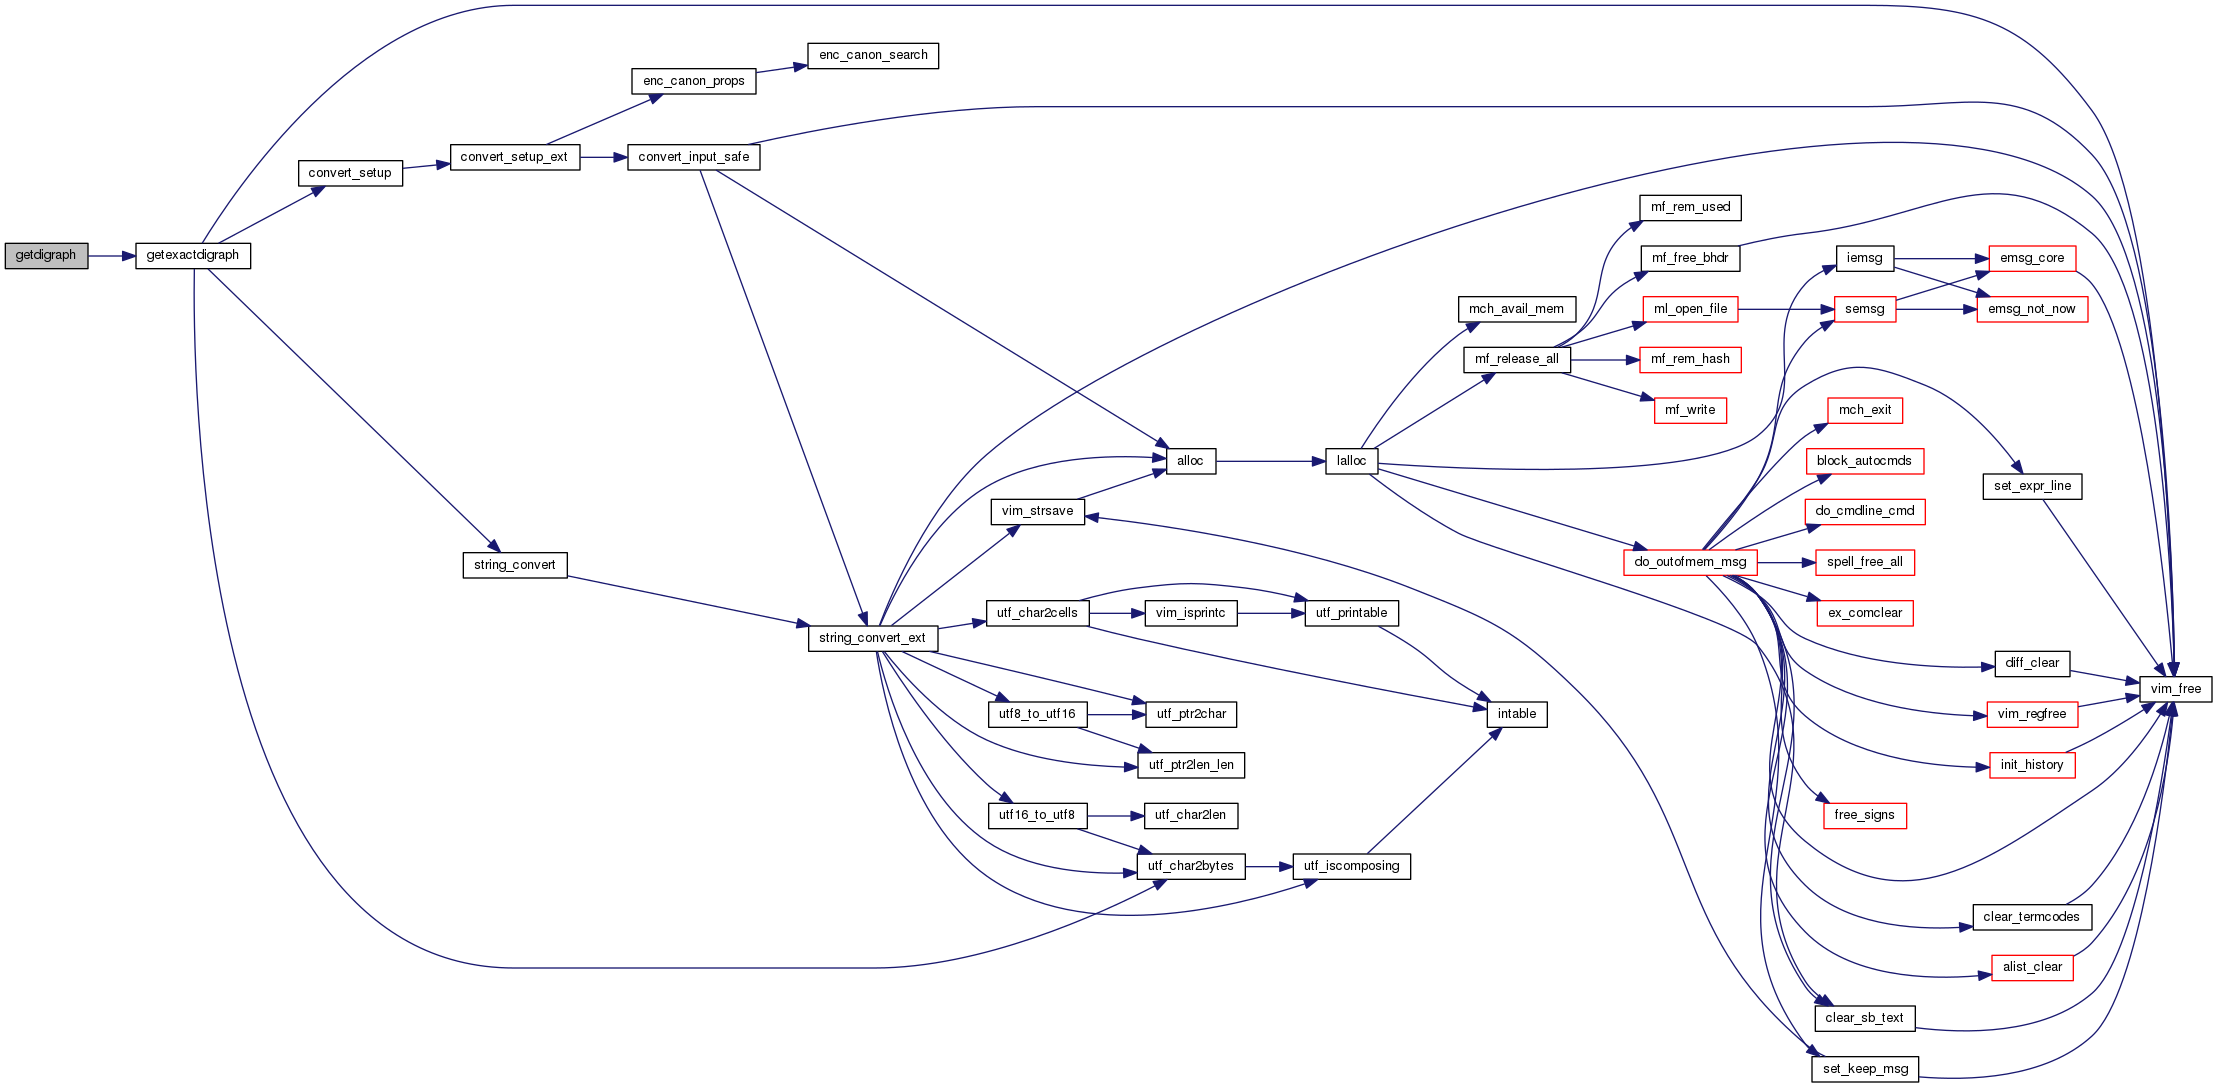 getdigraph
getexactdigraph
convert_setup
convert_setup_ext
enc_canon_props
enc_canon_search
convert_input_safe
string_convert
string_convert_ext
alloc
vim_strsave
utf_char2cells
vim_isprintc
utf_printable
utf8_to_utf16
utf_ptr2char
intable
utf_ptr2len_len
utf16_to_utf8
utf_char2len
utf_char2bytes
utf_iscomposing
lalloc
mch_avail_mem
mf_release_all
mf_rem_used
mf_free_bhdr
ml_open_file
mf_rem_hash
mf_write
do_outofmem_msg
iemsg
semsg
emsg_core
emsg_not_now
mch_exit
block_autocmds
set_expr_line
do_cmdline_cmd
spell_free_all
ex_comclear
diff_clear
vim_free
vim_regfree
init_history
free_signs
clear_termcodes
alist_clear
clear_sb_text
set_keep_msg